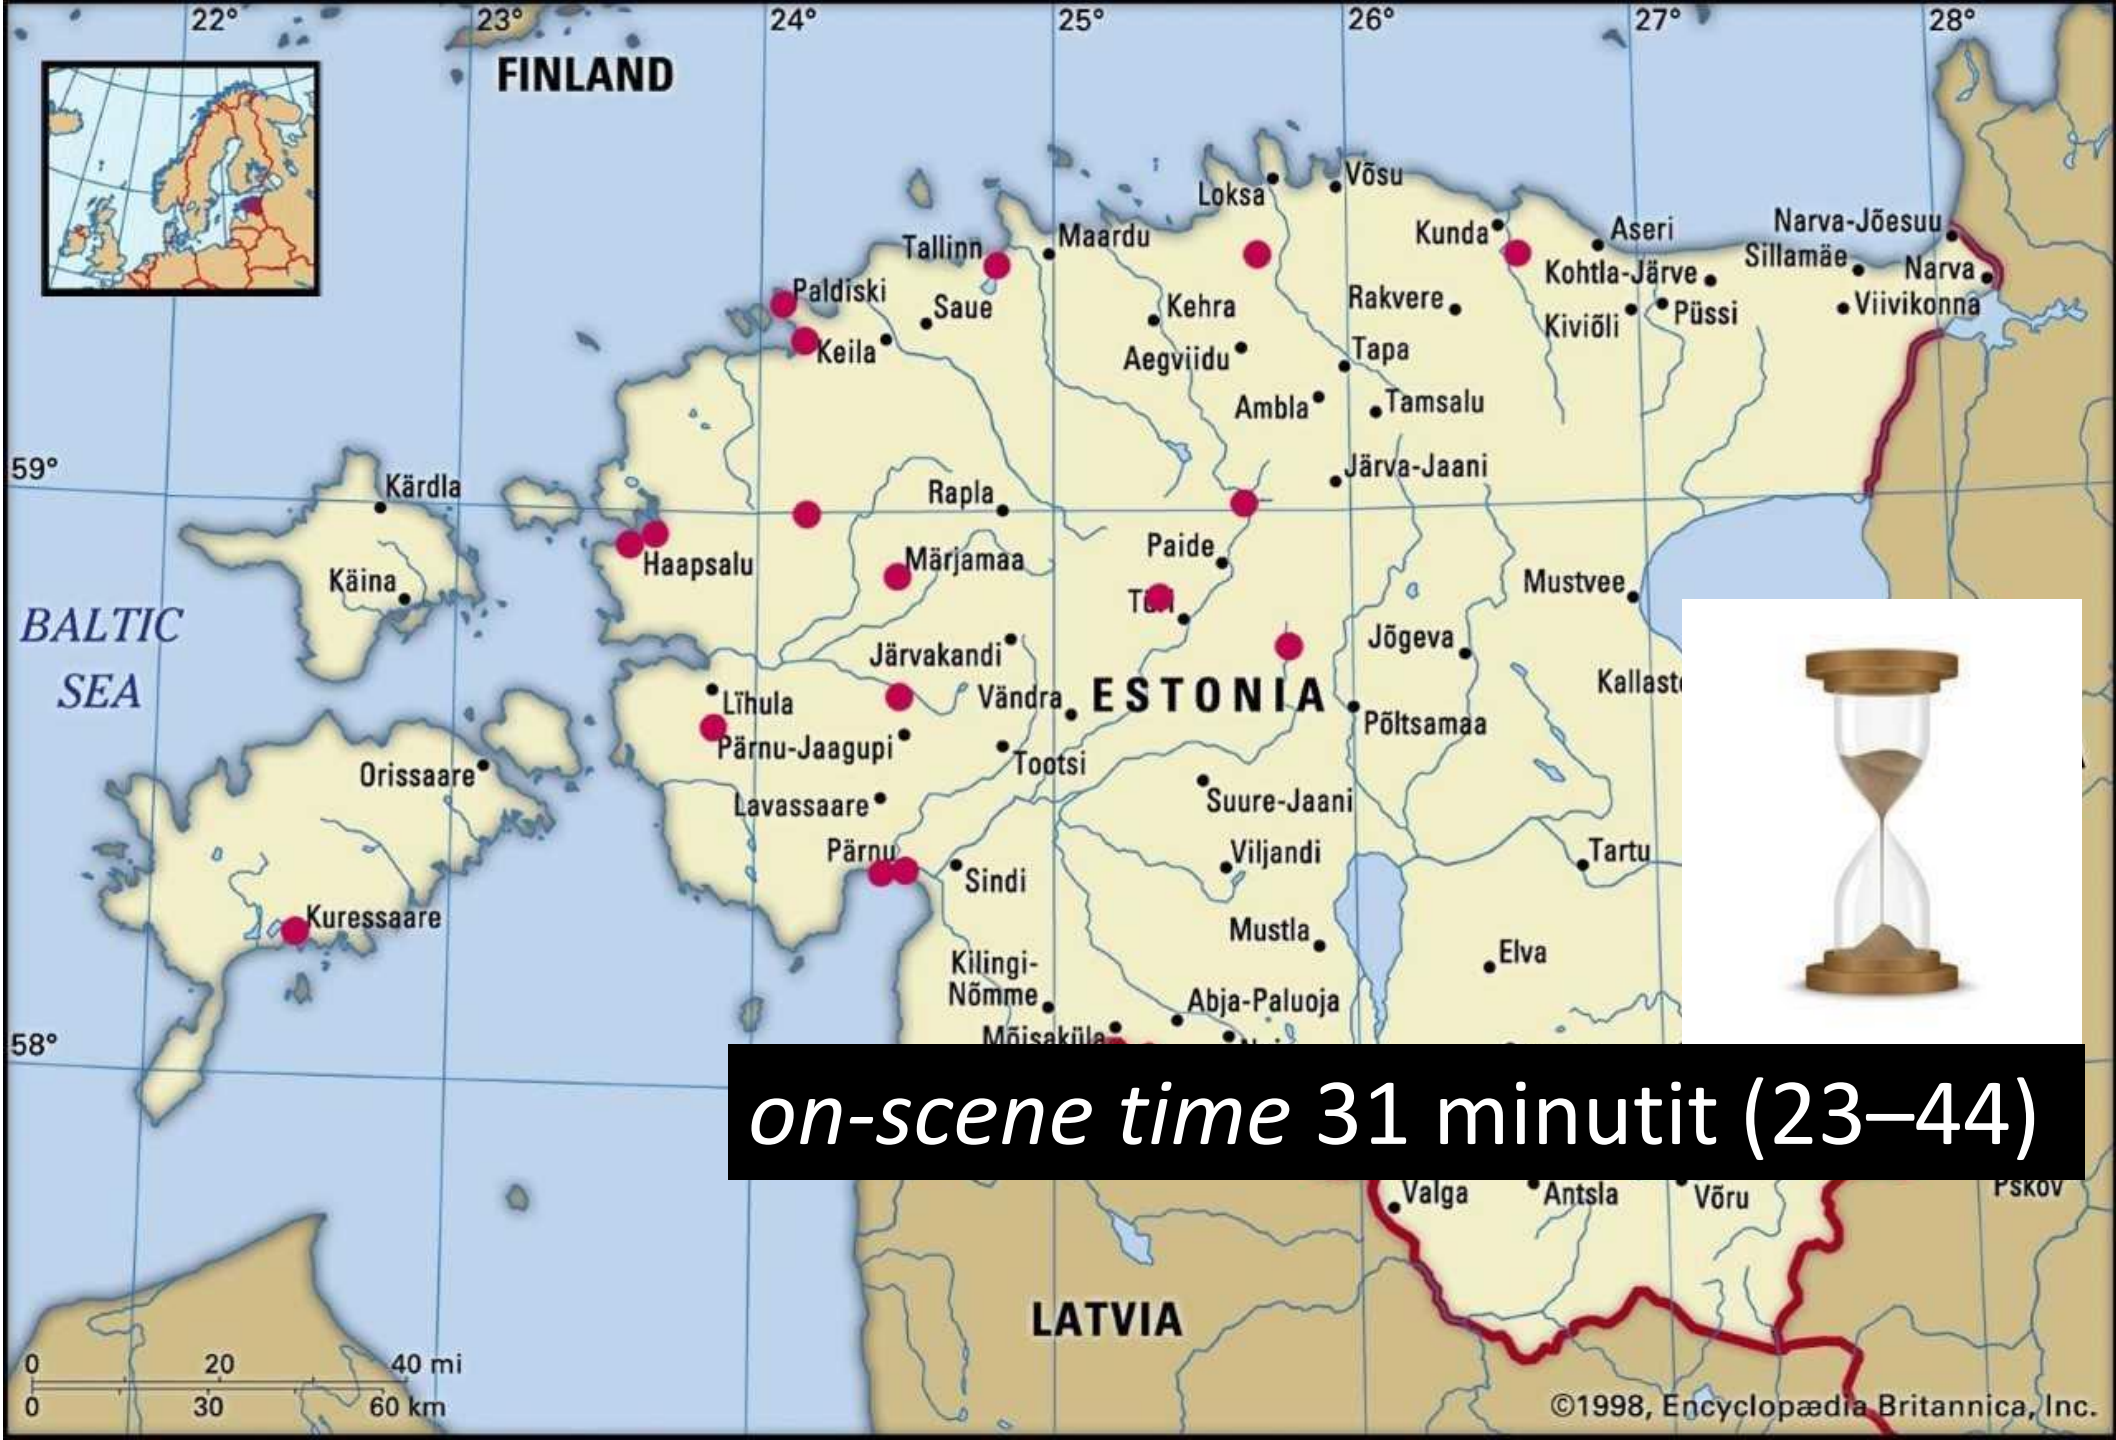 22°
23°
24°
25°
26°
27°
28°
FINLAND
Loksa
Võsu
Kunda
Aseri
Narva-Jõesuu
Tallinn
Maardu
Sillamäe
Narva
Kohtla-Järve
Paldiski
Saue
Kehra
Rakvere
Kiviõli
Püssi
Viivikonna
Keila
Aegviidu
Tapa
Ambla
Tamsalu
59°
Kärdla
Rapla
Järva-Jaani
Haapsalu
Märjamaa
Paide
Käina
Mustvee
BALTIC
SEA
Järvakandi
Jõgeva
Lïhula
Vändra
ESTONIA
Põltsamaa
Pärnu-Jaagupi
Tootsi
Orissaare
Lavassaare
Suure-Jaani
Pärnu
Sindi
Viljandi
Tartu
Kuressaare
Mustla
Elva
Kilingi-
Nõmme
Abja-Paluoja
58°
Mõisaküla
on-scene time 31 minutit (23–44)
Valga
Antsla
Võru
Pskov
LATVIA
0 20 40 mi
0 30 60 km
©1998, Encyclopædia Britannica, Inc.